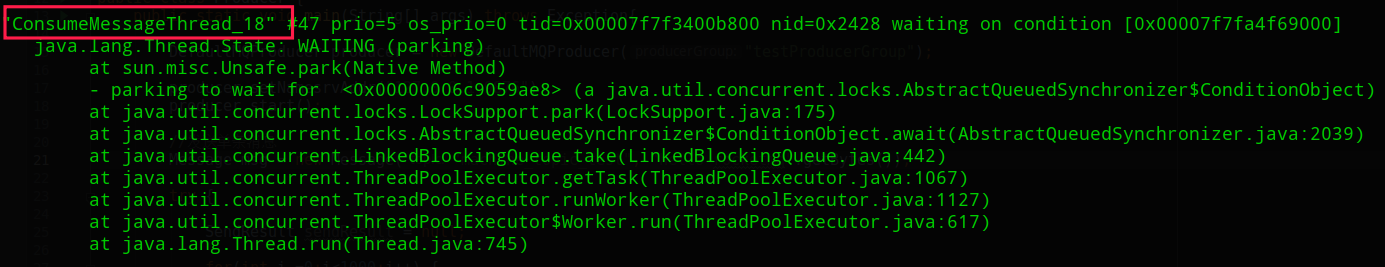 "ConsumeMessageThread_18" #47 prio=5 os_prio=0 tid=0x00007f7f3400b800 nid=0x2428 waiting on condition [0x00007f7fa4f69000]
java.lang.Thread.State: WAITING (parking)
at sun.misc.Unsafe.park(Native Method)
- parking to wait for <0x00000006c9059ae8> (a java.util.concurrent.locks.AbstractQueuedSynchronizer$ConditionObject)
at java.util.concurrent.locks.LockSupport.park(LockSupport.java:175)
at java.util.concurrent.locks.AbstractQueuedSynchronizer$ConditionObject.await(AbstractQueuedSynchronizer.java:2039)
at java.util.concurrent.LinkedBlockingQueue.take(LinkedBlockingQueue.java:442)
at java.util.concurrent.ThreadPoolExecutor.getTask(ThreadPoolExecutor.java:1067)
at java.util.concurrent.ThreadPoolExecutor.runWorker(ThreadPoolExecutor.java:1127)
at java.util.concurrent.ThreadPoolExecutor$Worker.run(ThreadPoolExecutor.java:617)
at java.lang.Thread.run(Thread.java:745)